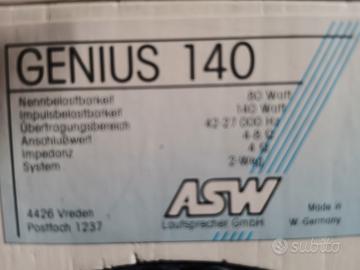 GENIUS 140
Nennbelastbarkeit 80 Watt
Impulsbelastbarkeit 140 Watt
Übertragungsbereich 42-27 000 Hz
Anschlußwert 4-8 Ω
Impedanz 4 Ω
System 2-Weg
ASW
Lautsprecher GmbH
4426 Vreden
Postfach 1237
Made in
W. Germany
subito